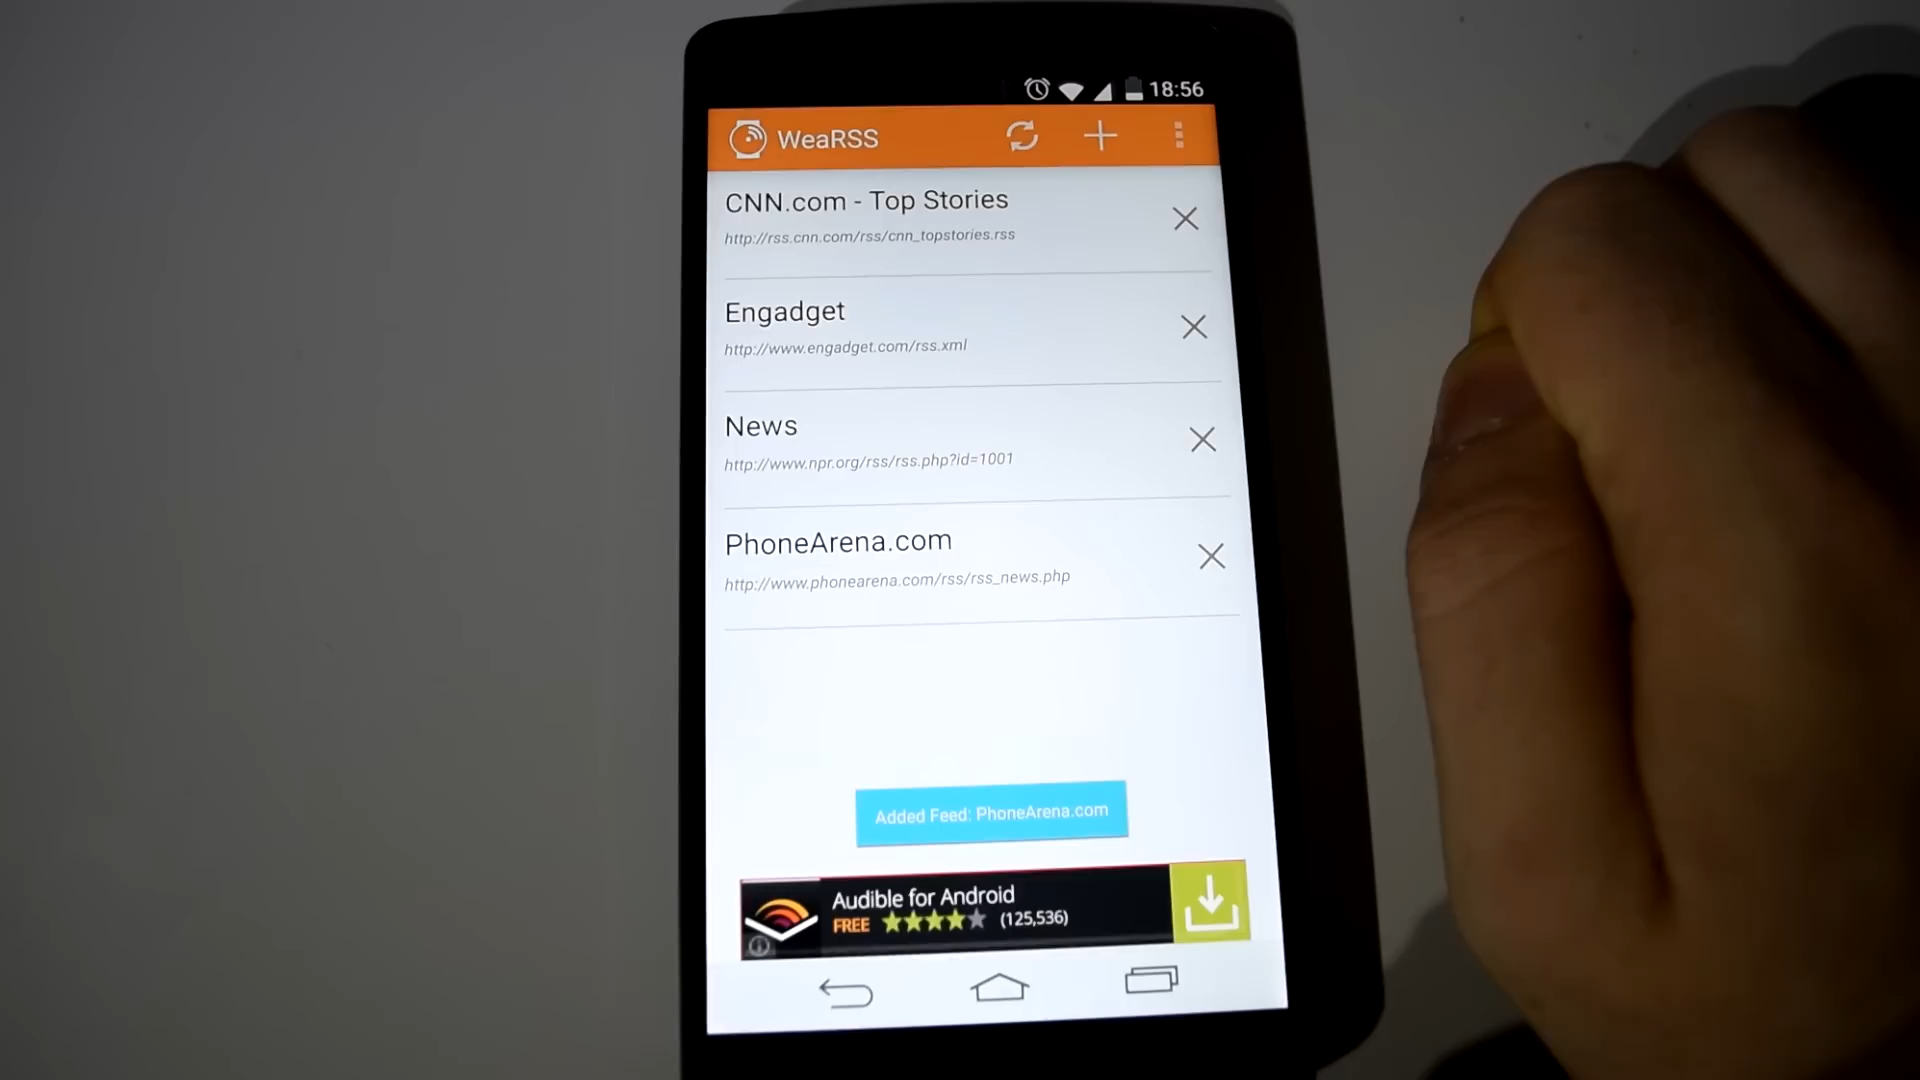 18:56
WeaRSS
CNN.com - Top Stories
http://rss.cnn.com/rss/cnn_topstories.rss
Engadget
http://www.engadget.com/rss.xml
News
http://www.npr.org/rss/rss.php?id=1001
PhoneArena.com
http://www.phonearena.com/rss/rss_news.php
Added Feed: PhoneArena.com
Audible for Android
FREE (125,536)